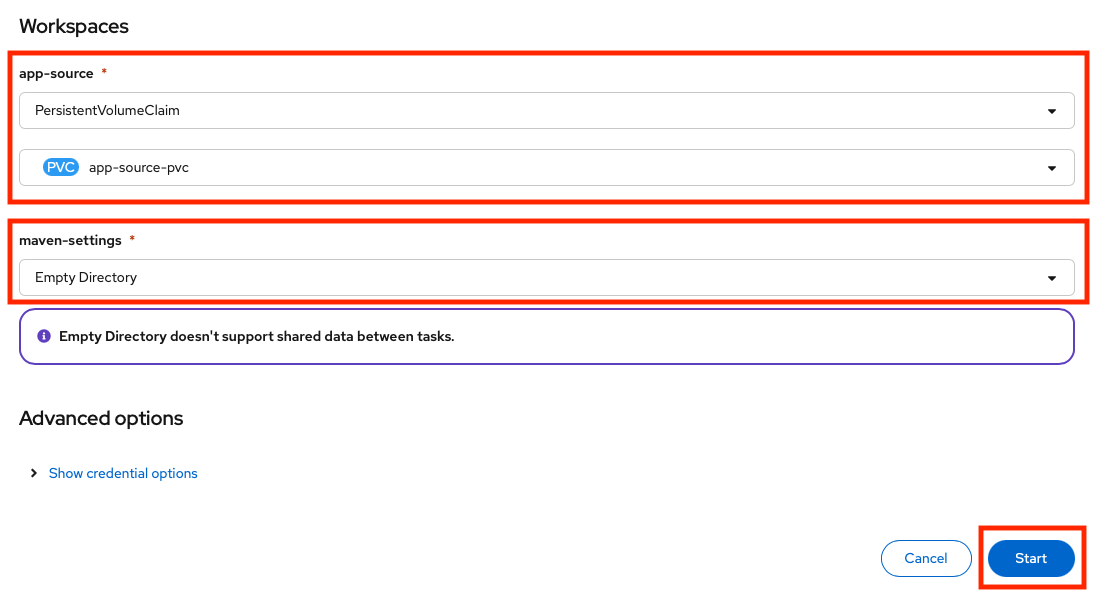 Workspaces
app-source *
PersistentVolumeClaim
PVC app-source-pvc
maven-settings *
Empty Directory
Empty Directory doesn't support shared data between tasks.
Advanced options
Show credential options
Cancel Start